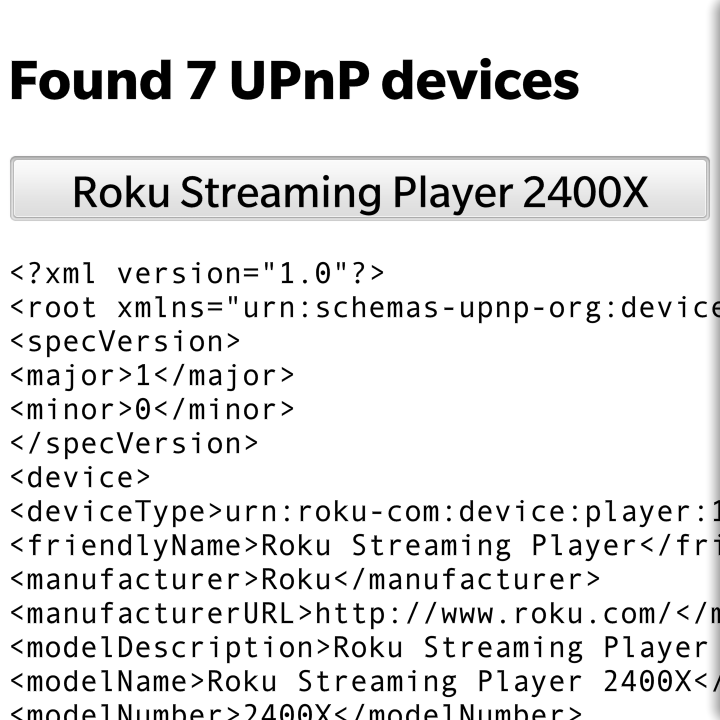 Found 7 UPnP devices
Roku Streaming Player 2400X
<?xml version="1.0"?>
<root xmlns="urn:schemas-upnp-org:device
<specVersion>
<major>1</major>
<minor>0</minor>
</specVersion>
<device>
<deviceType>urn:roku-com:device:player:1
<friendlyName>Roku Streaming Player</fri
<manufacturer>Roku</manufacturer>
<manufacturerURL>http://www.roku.com/</m
<modelDescription>Roku Streaming Player
<modelName>Roku Streaming Player 2400X</
<modelNumber>2400X</modelNumber>